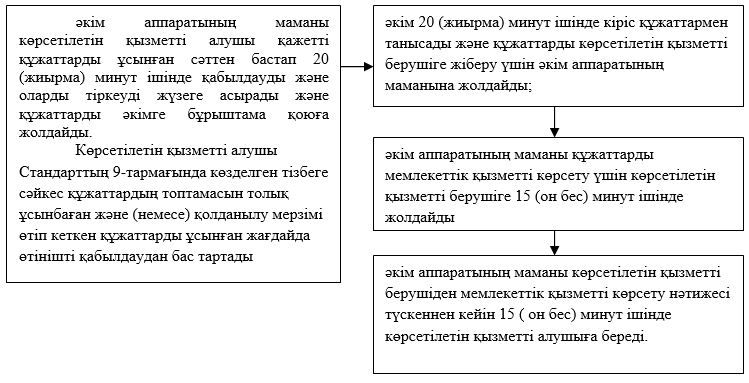 әкім аппаратының маманы
көрсетілетін қызметті алушы қажетті
құжаттарды ұсынған сәттен бастап 20
(жиырма) минут ішінде қабылдауды және
оларды тіркеуді жүзеге асырады және
құжаттарды әкімге бұрыштама қоюға
жолдайды.
Көрсетілетін қызметті алушы
Стандарттың 9-тармағында көзделген тізбеге
сәйкес құжаттардың топтамасын толық
ұсынбаған және (немесе) қолданылу мерзімі
өтіп кеткен құжаттарды ұсынған жағдайда
өтінішті қабылдаудан бас тартады
әкім 20 (жиырма) минут ішінде кіріс құжаттармен
танысады және құжаттарды көрсетілетін қызметті
берушіге жіберу үшін әкім аппаратының
маманына жолдайды;
әкім аппаратының маманы құжаттарды
мемлекеттік қызметті көрсету үшін көрсетілетін
қызметті берушіге 15 (он бес) минут ішінде
жолдайды
әкім аппаратының маманы көрсетілетін қызметті
берушіден мемлекеттік қызметті көрсету нәтижесі
түскеннен кейін 15 ( он бес) минут ішінде
көрсетілетін қызметті алушыға береді.